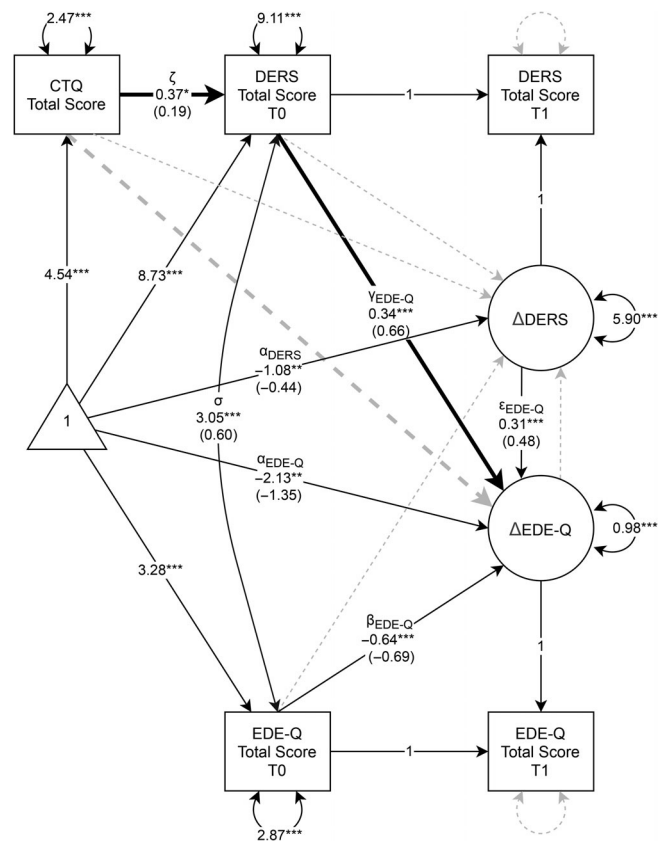 2.47***
9.11***
CTQ
Total Score
ζ
0.37*
(0.19)
DERS
Total Score
T0
1
DERS
Total Score
T1
1
4.54***
8.73***
γEDE-Q
0.34***
(0.66)
ΔDERS
5.90***
αDERS
−1.08**
(−0.44)
σ
3.05***
(0.60)
1
εEDE-Q
0.31***
(0.48)
αEDE-Q
−2.13**
(−1.35)
ΔEDE-Q
0.98***
3.28***
βEDE-Q
−0.64***
(−0.69)
1
EDE-Q
Total Score
T0
1
EDE-Q
Total Score
T1
2.87***